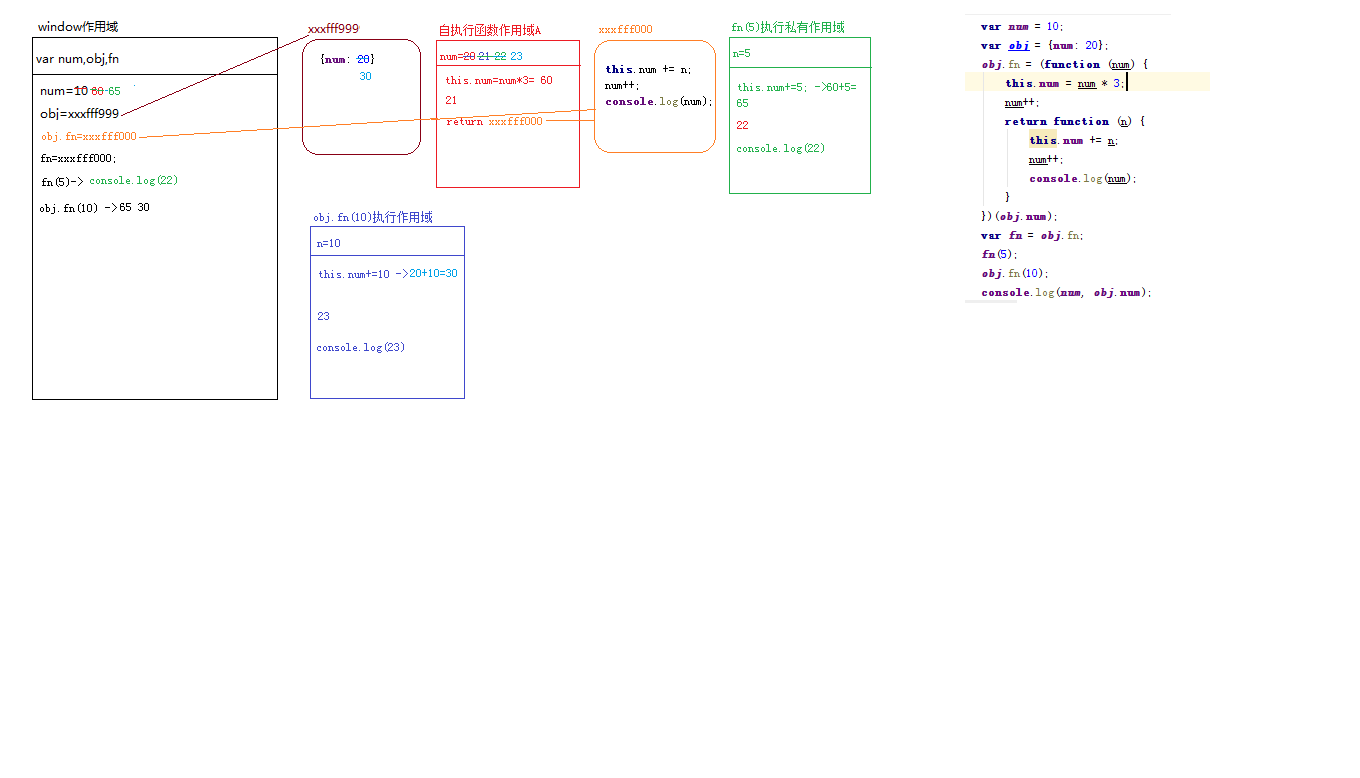 window作用域
var num,obj,fn
num=10 60 65
obj=xxxfff999
obj.fn=xxxfff000
fn=xxxfff000;
fn(5)-> console.log(22)
obj.fn(10) ->65 30
xxxfff999
{num: 20}
30
自执行函数作用域A
num=20 21 22 23
this.num=num*3= 60
21
return xxxfff000
xxxfff000
this.num += n;
num++;
console.log(num);
fn(5)执行私有作用域
n=5
this.num+=5; ->60+5=
65
22
console.log(22)
obj.fn(10)执行作用域
n=10
this.num+=10 ->20+10=30
23
console.log(23)
var num = 10;
var obj = {num: 20};
obj.fn = (function (num) {
this.num = num * 3;
num++;
return function (n) {
this.num += n;
num++;
console.log(num);
}
})(obj.num);
var fn = obj.fn;
fn(5);
obj.fn(10);
console.log(num, obj.num);